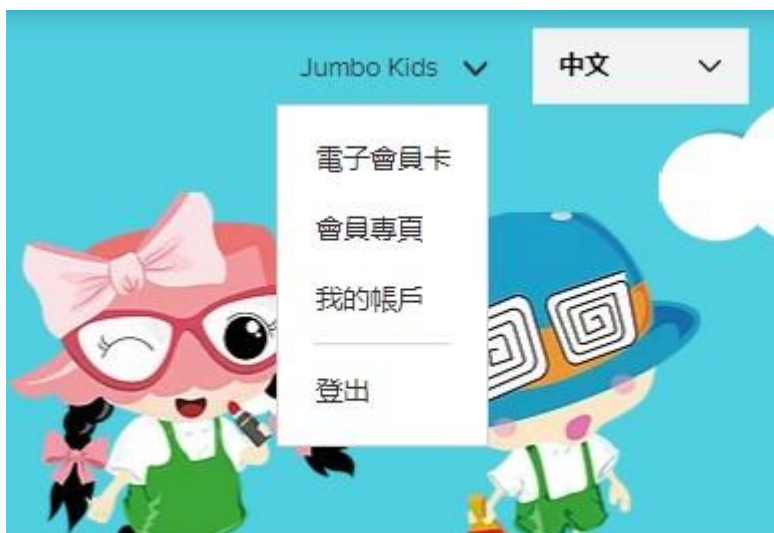 Jumbo Kids
中文
電子會員卡
會員專頁
我的帳戶
登出